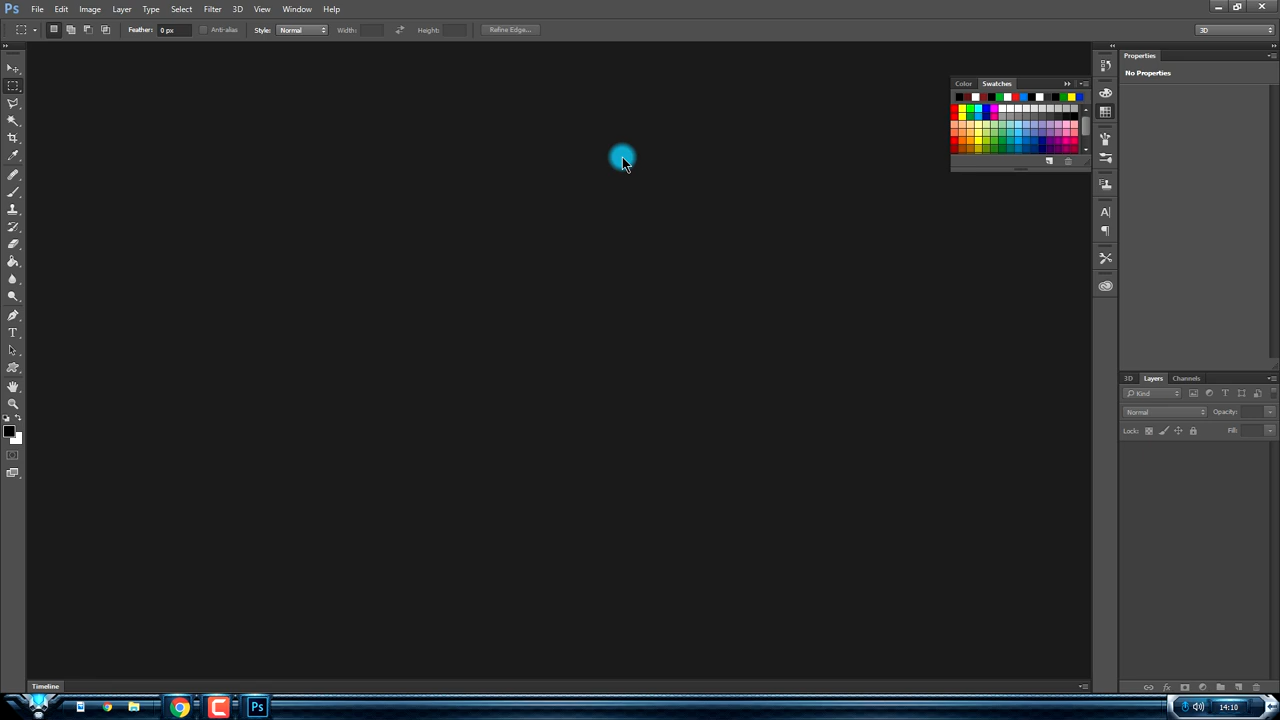 Ps File Edit Image Layer Type Select Filter 3D View Window Help
Feather: 0 px Anti-alias Style: Normal Width: Height: Refine Edge... 3D
Properties
No Properties
Color Swatches
A|
3D Layers Channels
Kind T
Normal Opacity:
Lock: Fill:
T
Timeline
fx
Ps 14:10